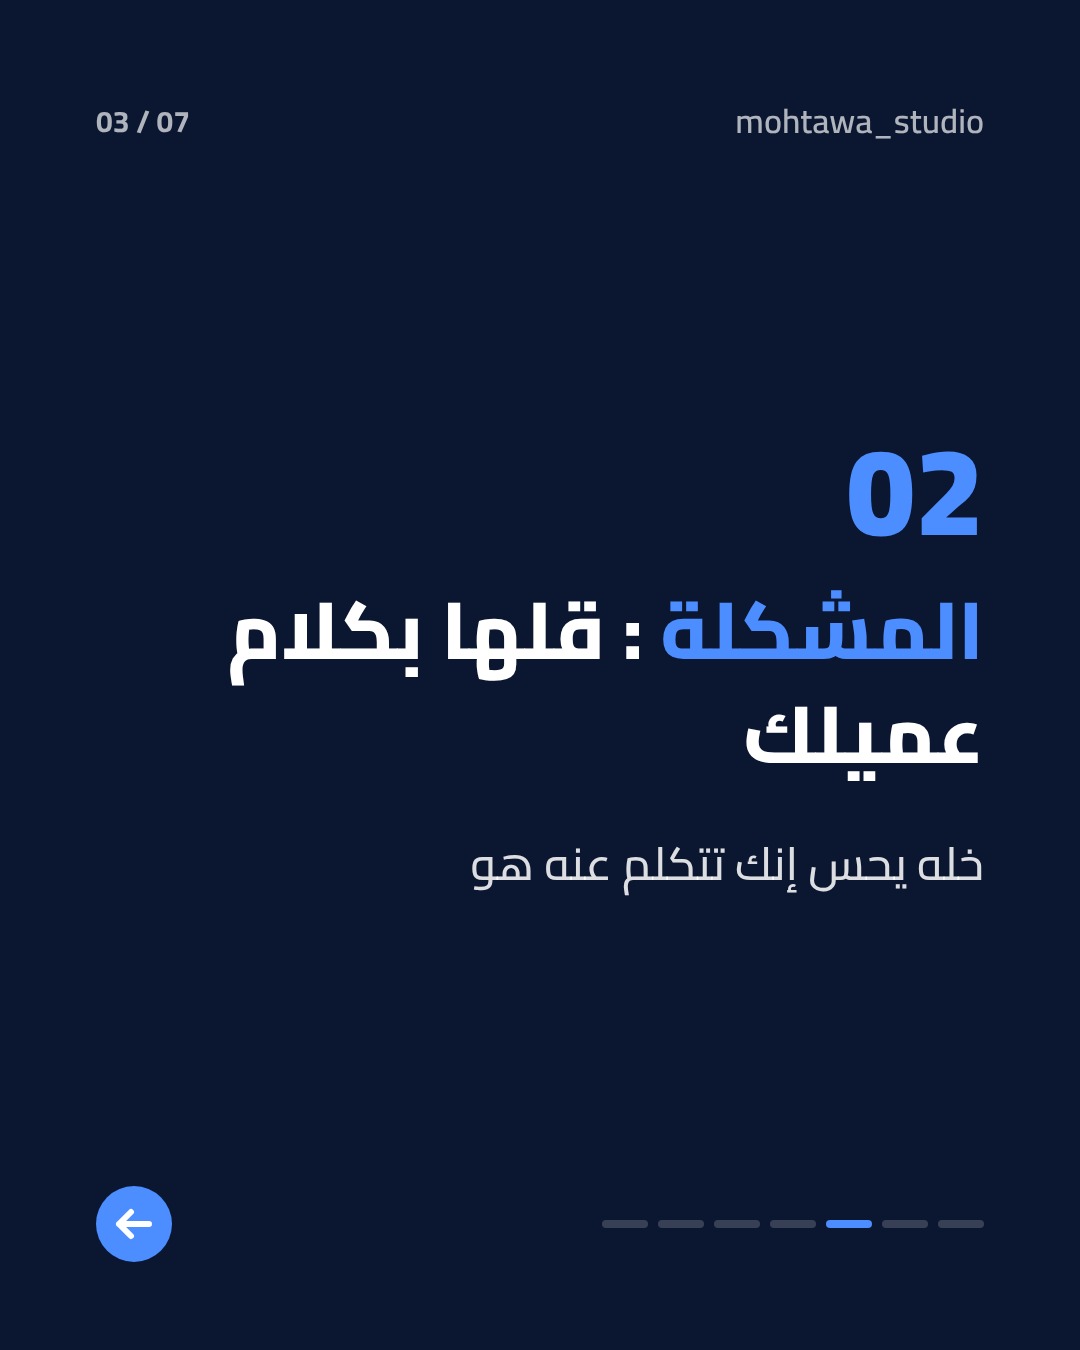 mohtawa_studio
03 / 07
02
المشكلة : قلها بكلام
عميلك
خله يحس إنك تتكلم عنه هو